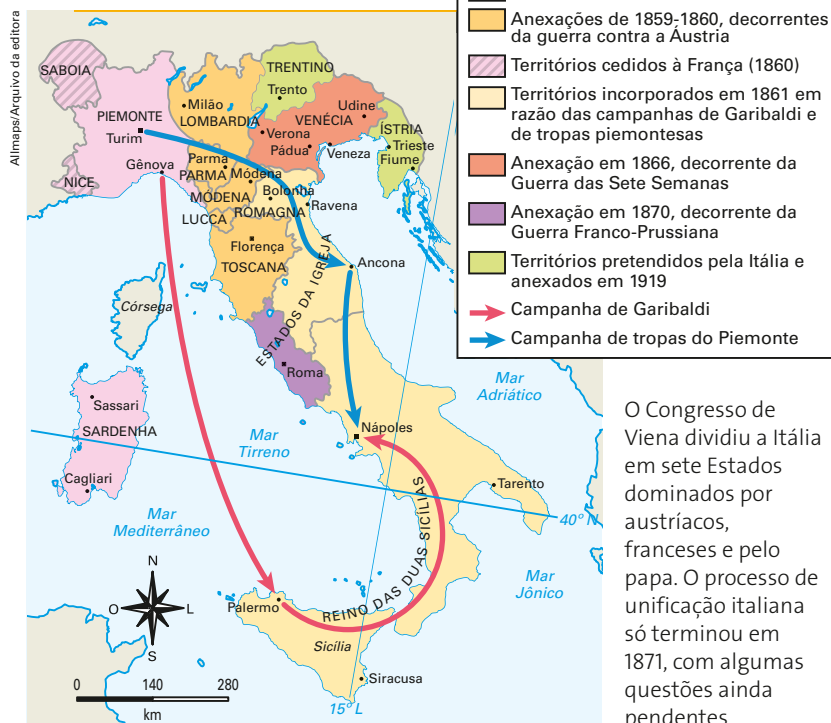 Allmaps/Arquivo da editora
Anexações de 1859-1860, decorrentes
da guerra contra a Áustria
Territórios cedidos à França (1860)
Territórios incorporados em 1861 em
razão das campanhas de Garibaldi e
de tropas piemontesas
Anexação em 1866, decorrente da
Guerra das Sete Semanas
Anexação em 1870, decorrente da
Guerra Franco-Prussiana
Territórios pretendidos pela Itália e
anexados em 1919
Campanha de Garibaldi
Campanha de tropas do Piemonte
SABOIA
TRENTINO
Trento
Milão
LOMBARDIA
Udine
VENÉCIA
PIEMONTE
Turim
Verona
Pádua
Veneza
ÍSTRIA
Trieste
Fiume
Gênova
Parma
PARMA
Módena
MÓDENA
Bolonha
ROMAGNA
Ravena
NICE
LUCCA
Florença
TOSCANA
Ancona
ESTADOS DA IGREJA
Córsega
Roma
Mar
Adriático
Sassari
SARDENHA
Mar
Tirreno
Nápoles
Cagliari
Tarento
40º N
Mar
Mediterrâneo
REINO DAS DUAS SICÍLIAS
Mar
Jônico
N
O
L
S
Palermo
Sicília
Siracusa
0 140 280
km
15º L
O Congresso de
Viena dividiu a Itália
em sete Estados
dominados por
austríacos,
franceses e pelo
papa. O processo de
unificação italiana
só terminou em
1871, com algumas
questões ainda
pendentes